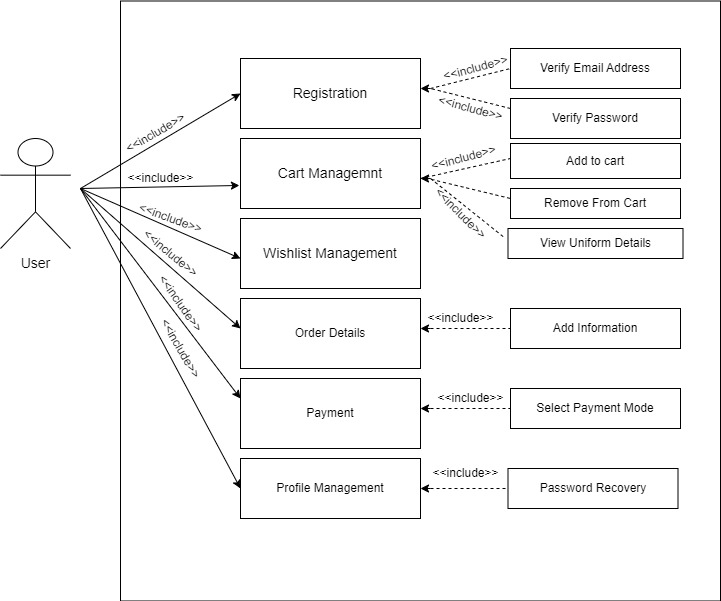 <<include>>
Verify Email Address
Registration
<<include>>
Verify Password
<<include>>
<<include>>
Add to cart
Cart Managemnt
<<include>>
Remove From Cart
<<include>>
<<include>>
View Uniform Details
Wishlist Management
User
<<include>>
<<include>>
Add Information
Order Details
<<include>>
<<include>>
<<include>>
Select Payment Mode
Payment
<<include>>
Profile Management
Password Recovery